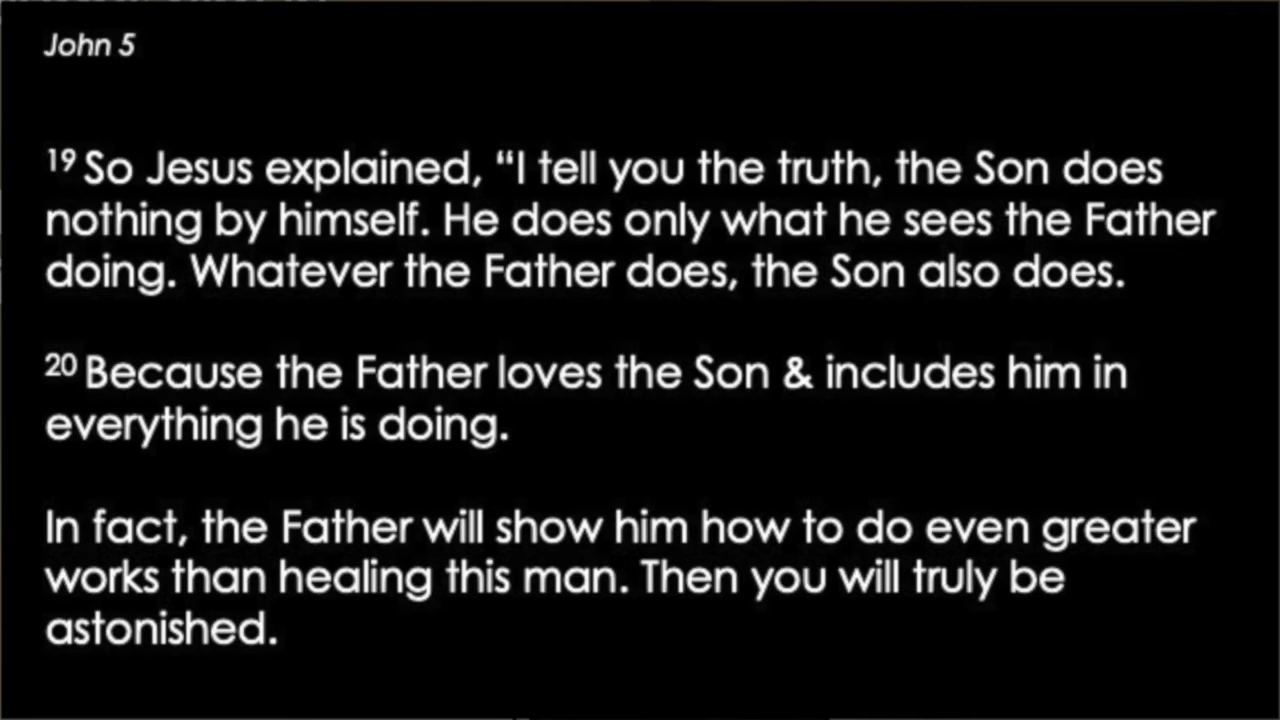 John 5
19 So Jesus explained, “I tell you the truth, the Son does
nothing by himself. He does only what he sees the Father
doing. Whatever the Father does, the Son also does.
20 Because the Father loves the Son & includes him in
everything he is doing.
In fact, the Father will show him how to do even greater
works than healing this man. Then you will truly be
astonished.